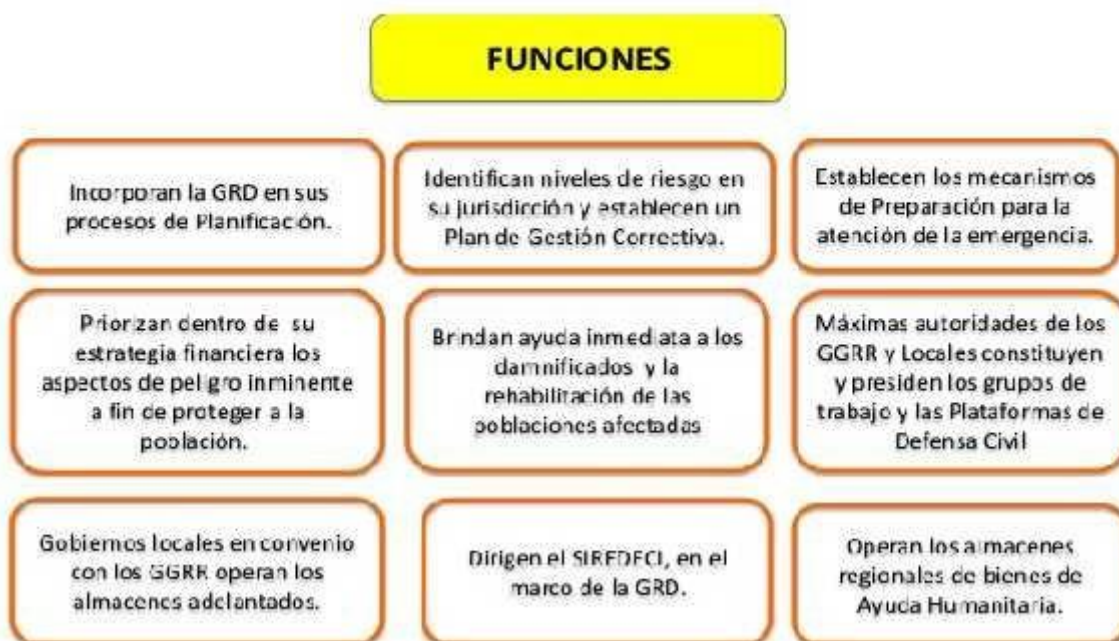 FUNCIONES
Incorporan la GRD en sus
procesos de Planificación.
Identifican niveles de riesgo en
su jurisdicción y establecen un
Plan de Gestión Correctiva.
Establecen los mecanismos
de Preparación para la
atención de la emergencia.
Priorizan dentro de su
estrategia financiera los
aspectos de peligro inminente
a fin de proteger a la
población.
Brindan ayuda inmediata a los
damnificados y la
rehabilitación de las
poblaciones afectadas
Máximas autoridades de los
GGRR y Locales constituyen
y presiden los grupos de
trabajo y las Plataformas de
Defensa Civil
Gobiernos locales en convenio
con los GGRR operan los
almacenes adelantados.
Dirigen el SIREDECI, en el
marco de la GRD.
Operan los almacenes
regionales de bienes de
Ayuda Humanitaria.